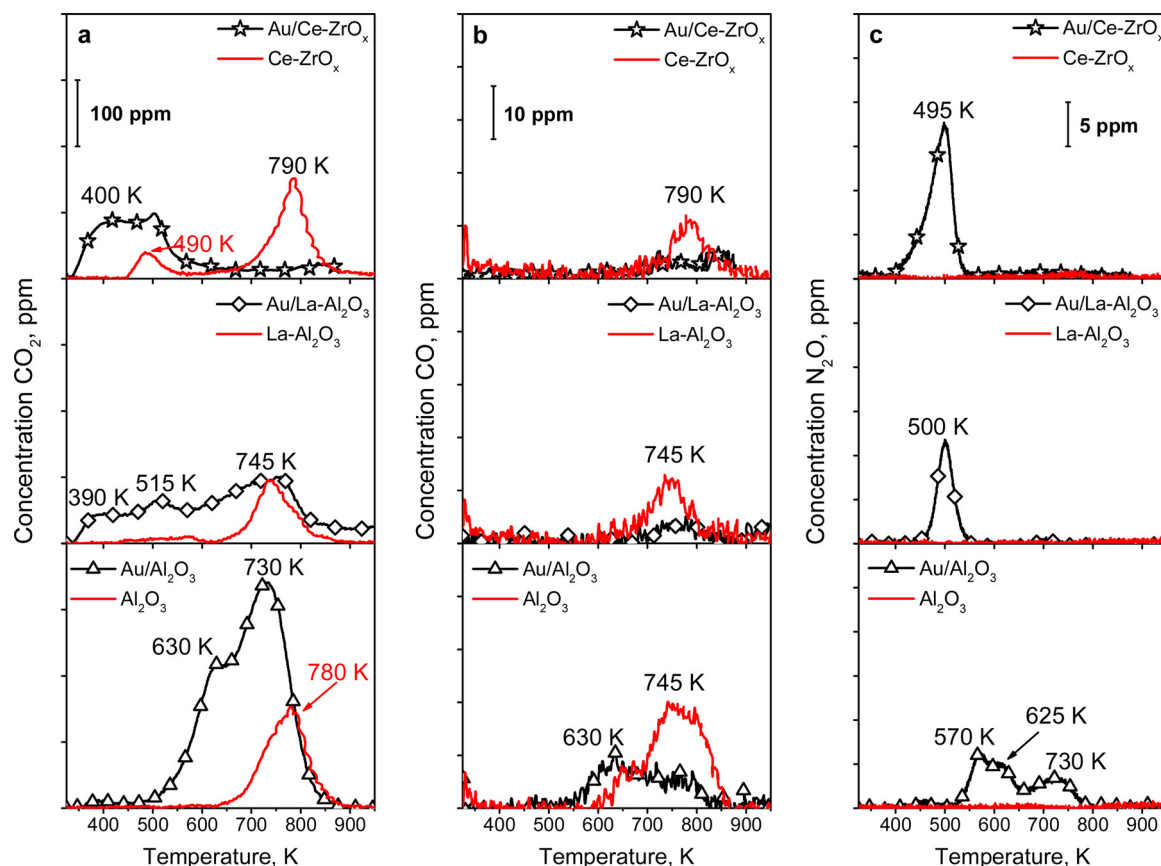 a
Au/Ce-ZrOₓ
Ce-ZrOₓ
100 ppm
400 K
490 K
790 K
Au/La-Al₂O₃
La-Al₂O₃
390 K
515 K
745 K
Au/Al₂O₃
Al₂O₃
630 K
730 K
780 K
Concentration CO₂, ppm
400 500 600 700 800 900
Temperature, K
b
Au/Ce-ZrOₓ
Ce-ZrOₓ
10 ppm
790 K
Au/La-Al₂O₃
La-Al₂O₃
745 K
Au/Al₂O₃
Al₂O₃
630 K
745 K
Concentration CO, ppm
400 500 600 700 800 900
Temperature, K
c
Au/Ce-ZrOₓ
Ce-ZrOₓ
495 K
5 ppm
Au/La-Al₂O₃
La-Al₂O₃
500 K
Au/Al₂O₃
Al₂O₃
570 K
625 K
730 K
Concentration N₂O, ppm
400 500 600 700 800 900
Temperature, K